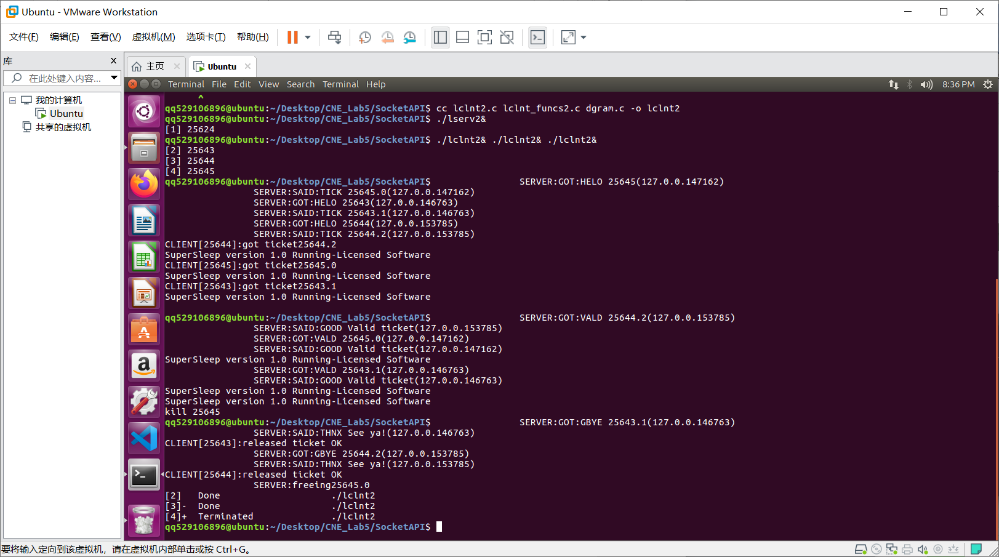 Ubuntu - VMware Workstation
文件(F) 编辑(E) 查看(V) 虚拟机(M) 选项卡(T) 帮助(H)
库
在此处键入内容...
我的计算机
Ubuntu
共享的虚拟机
主页 Ubuntu
Terminal File Edit View Search Terminal Help 8:36 PM
^
qq529106896@ubuntu:~/Desktop/CNE_Lab5/SocketAPI$ cc lclnt2.c lclnt_funcs2.c dgram.c -o lclnt2
qq529106896@ubuntu:~/Desktop/CNE_Lab5/SocketAPI$ ./lserv2&
[1] 25624
qq529106896@ubuntu:~/Desktop/CNE_Lab5/SocketAPI$ ./lclnt2& ./lclnt2& ./lclnt2&
[2] 25643
[3] 25644
[4] 25645
qq529106896@ubuntu:~/Desktop/CNE_Lab5/SocketAPI$ SERVER:GOT:HELO 25645(127.0.0.147162)
SERVER:SAID:TICK 25645.0(127.0.0.147162)
SERVER:GOT:HELO 25643(127.0.0.146763)
SERVER:SAID:TICK 25643.1(127.0.0.146763)
SERVER:GOT:HELO 25644(127.0.0.153785)
SERVER:SAID:TICK 25644.2(127.0.0.153785)
CLIENT[25644]:got ticket25644.2
SuperSleep version 1.0 Running-Licensed Software
CLIENT[25645]:got ticket25645.0
SuperSleep version 1.0 Running-Licensed Software
CLIENT[25643]:got ticket25643.1
SuperSleep version 1.0 Running-Licensed Software
qq529106896@ubuntu:~/Desktop/CNE_Lab5/SocketAPI$ SERVER:GOT:VALD 25644.2(127.0.0.153785)
SERVER:SAID:GOOD Valid ticket(127.0.0.153785)
SERVER:GOT:VALD 25645.0(127.0.0.147162)
SERVER:SAID:GOOD Valid ticket(127.0.0.147162)
SuperSleep version 1.0 Running-Licensed Software
SERVER:GOT:VALD 25643.1(127.0.0.146763)
SERVER:SAID:GOOD Valid ticket(127.0.0.146763)
SuperSleep version 1.0 Running-Licensed Software
SuperSleep version 1.0 Running-Licensed Software
kill 25645
qq529106896@ubuntu:~/Desktop/CNE_Lab5/SocketAPI$ SERVER:GOT:GBYE 25643.1(127.0.0.146763)
SERVER:SAID:THNX See ya!(127.0.0.146763)
CLIENT[25643]:released ticket OK
SERVER:GOT:GBYE 25644.2(127.0.0.153785)
SERVER:SAID:THNX See ya!(127.0.0.153785)
CLIENT[25644]:released ticket OK
SERVER:freeing25645.0
[2] Done ./lclnt2
[3]- Done ./lclnt2
[4]+ Terminated ./lclnt2
qq529106896@ubuntu:~/Desktop/CNE_Lab5/SocketAPI$
要将输入定向到该虚拟机，请在虚拟机内部单击或按 Ctrl+G。